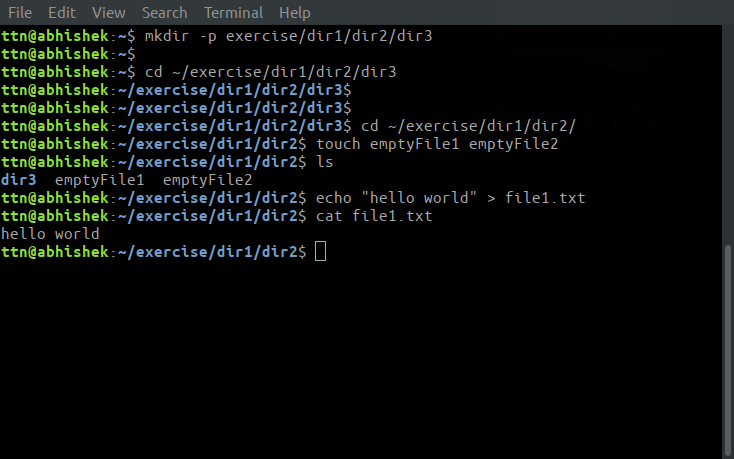 File Edit View Search Terminal Help
ttn@abhishek:~$ mkdir -p exercise/dir1/dir2/dir3
ttn@abhishek:~$
ttn@abhishek:~$ cd ~/exercise/dir1/dir2/dir3
ttn@abhishek:~/exercise/dir1/dir2/dir3$
ttn@abhishek:~/exercise/dir1/dir2/dir3$
ttn@abhishek:~/exercise/dir1/dir2/dir3$ cd ~/exercise/dir1/dir2/
ttn@abhishek:~/exercise/dir1/dir2$ touch emptyFile1 emptyFile2
ttn@abhishek:~/exercise/dir1/dir2$ ls
dir3  emptyFile1  emptyFile2
ttn@abhishek:~/exercise/dir1/dir2$ echo "hello world" > file1.txt
ttn@abhishek:~/exercise/dir1/dir2$ cat file1.txt
hello world
ttn@abhishek:~/exercise/dir1/dir2$